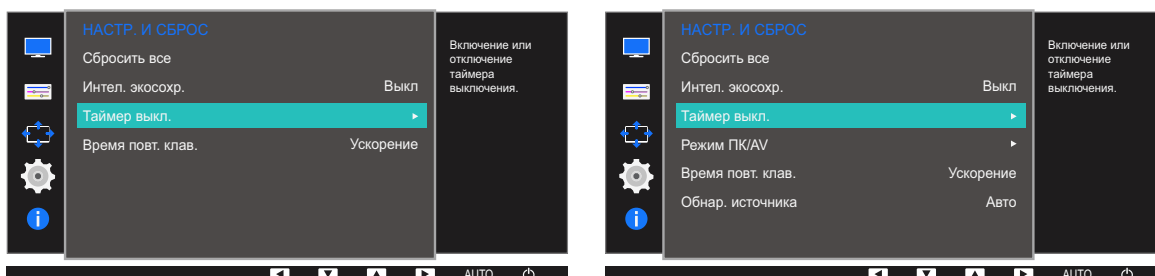 НАСТР. И СБРОС
Сбросить все
Интел. экосохр. Выкл
Таймер выкл.
Время повт. клав. Ускорение
Включение или
отключение
таймера
выключения.
AUTO
НАСТР. И СБРОС
Сбросить все
Интел. экосохр. Выкл
Таймер выкл.
Режим ПК/AV
Время повт. клав. Ускорение
Обнар. источника Авто
Включение или
отключение
таймера
выключения.
AUTO